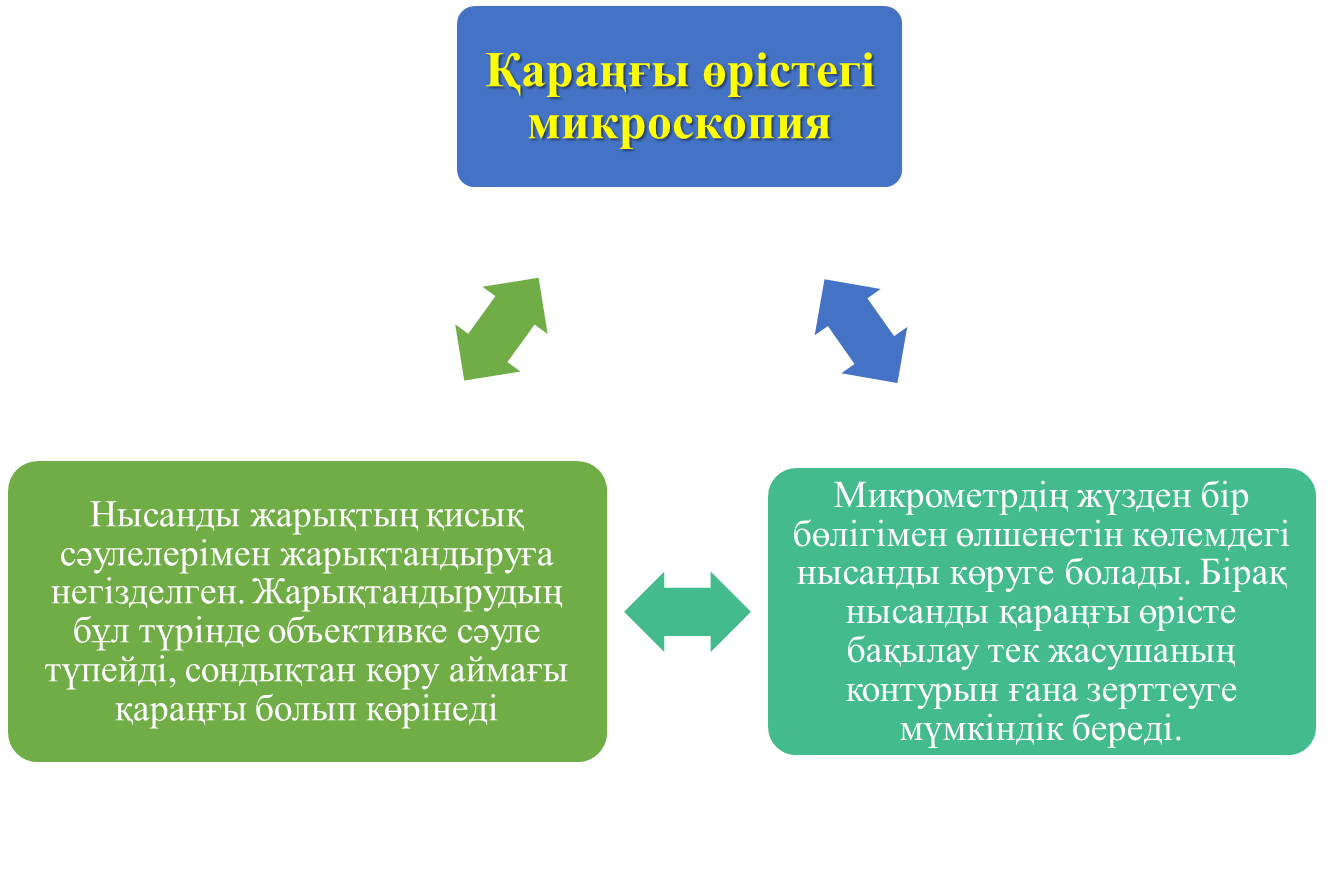 Қараңғы өрістегі
микроскопия
Нысанды жарықтың қисық
сәулелерімен жарықтандыруға
негізделген. Жарықтандырудың
бұл түрінде объективке сәуле
түпейді, сондықтан көру аймағы
қараңғы болып көрінеді
Микрометрдің жүзден бір
бөлігімен өлшенетін көлемдегі
нысанды көруге болады. Бірақ
нысанды қараңғы өрісте
бақылау тек жасушаның
контурын ғана зерттеуге
мүмкіндік береді.